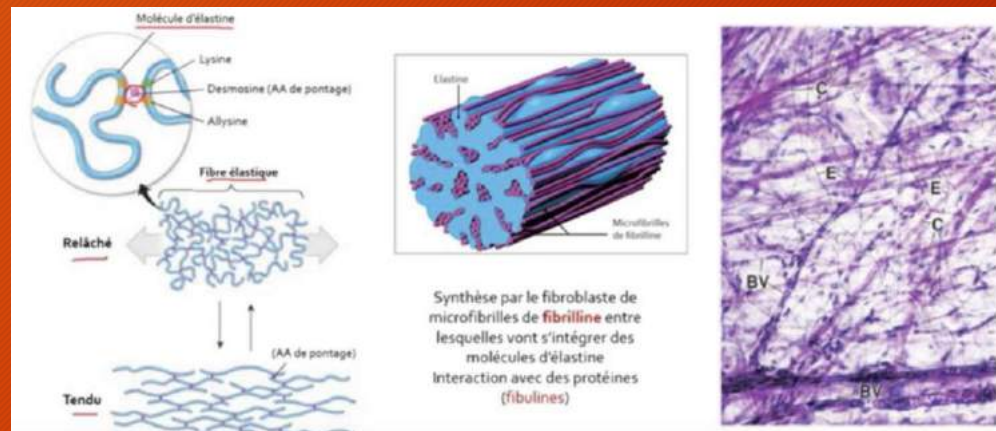 Molécule d'élastine
Lysine
Desmosine (AA de pontage)
Allysine
Fibre élastique
Relâché
(AA de pontage)
Tendu
Elastine
Microfibrilles
de fibrilline
Synthèse par le fibroblaste de
microfibrilles de fibrilline entre
lesquelles vont s'intégrer des
molécules d'élastine
Interaction avec des protéines
(fibulines)
C
E
E
C
BV
BV